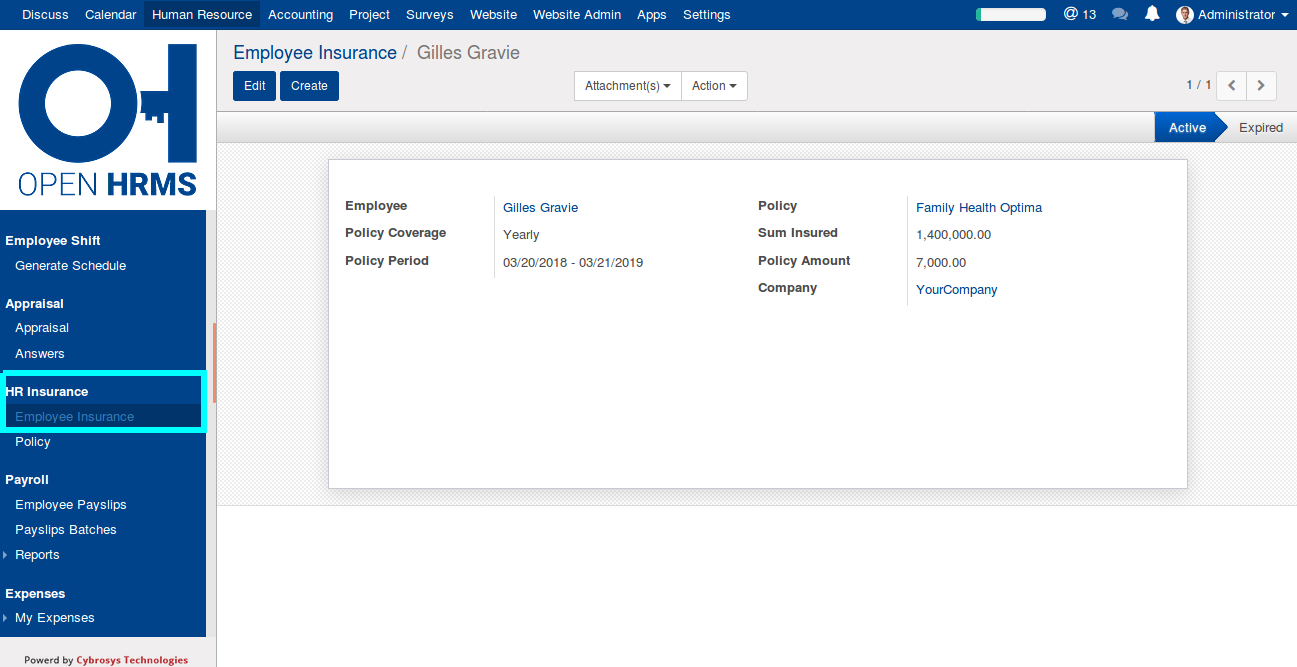 Discuss Calendar Human Resource Accounting Project Surveys Website Website Admin Apps Settings @ 13 Administrator
OPEN HRMS
Employee Shift
Generate Schedule
Appraisal
Appraisal
Answers
HR Insurance
Employee Insurance
Policy
Payroll
Employee Payslips
Payslips Batches
Reports
Expenses
My Expenses
Powerd by Cybrosys Technologies
Employee Insurance / Gilles Gravie
Edit Create Attachment(s) Action 1 / 1
Active Expired
Employee Gilles Gravie Policy Family Health Optima
Policy Coverage Yearly Sum Insured 1,400,000.00
Policy Period 03/20/2018 - 03/21/2019 Policy Amount 7,000.00
Company YourCompany